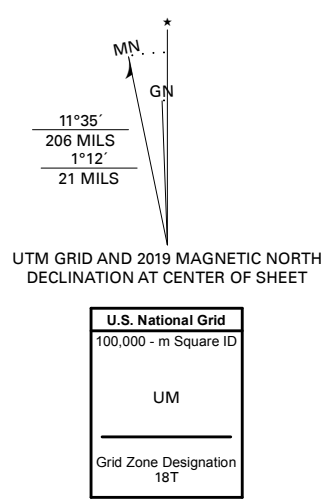 ★
MN
GN
11°35´
206 MILS
1°12´
21 MILS
UTM GRID AND 2019 MAGNETIC NORTH
DECLINATION AT CENTER OF SHEET
U.S. National Grid
100,000 - m Square ID
UM
Grid Zone Designation
18T